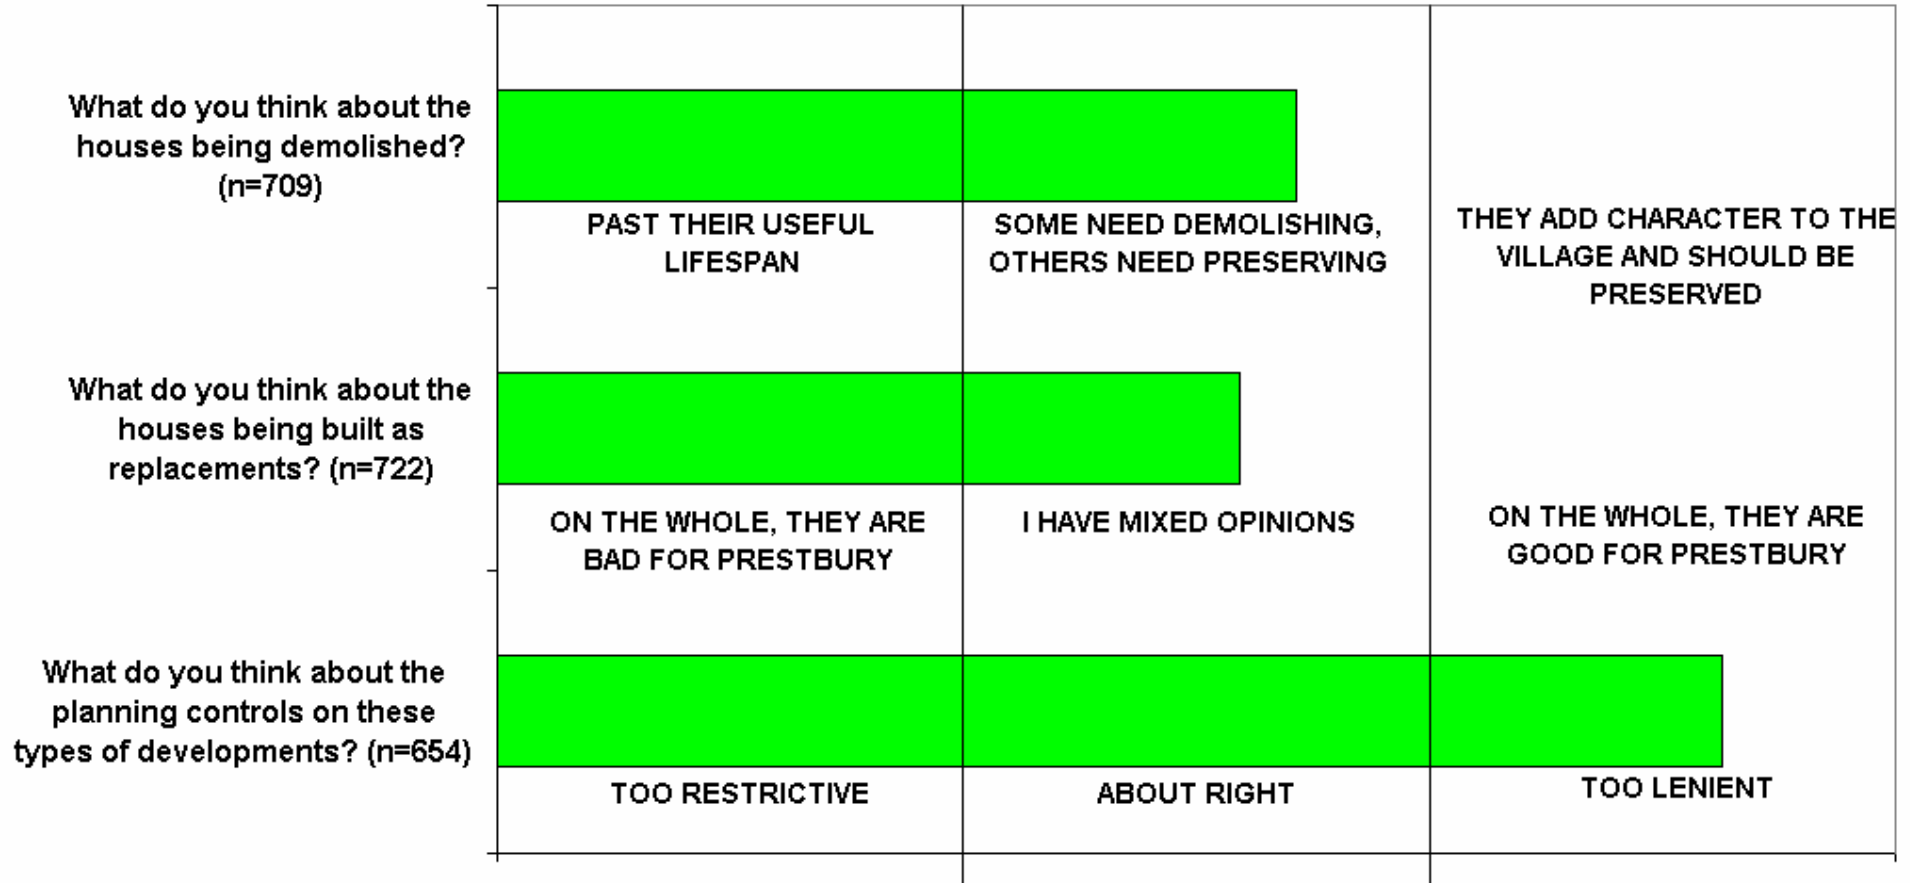 What do you think about the
houses being demolished?
(n=709)
PAST THEIR USEFUL
LIFESPAN
SOME NEED DEMOLISHING,
OTHERS NEED PRESERVING
THEY ADD CHARACTER TO THE
VILLAGE AND SHOULD BE
PRESERVED
What do you think about the
houses being built as
replacements? (n=722)
ON THE WHOLE, THEY ARE
BAD FOR PRESTBURY
I HAVE MIXED OPINIONS
ON THE WHOLE, THEY ARE
GOOD FOR PRESTBURY
What do you think about the
planning controls on these
types of developments? (n=654)
TOO RESTRICTIVE
ABOUT RIGHT
TOO LENIENT